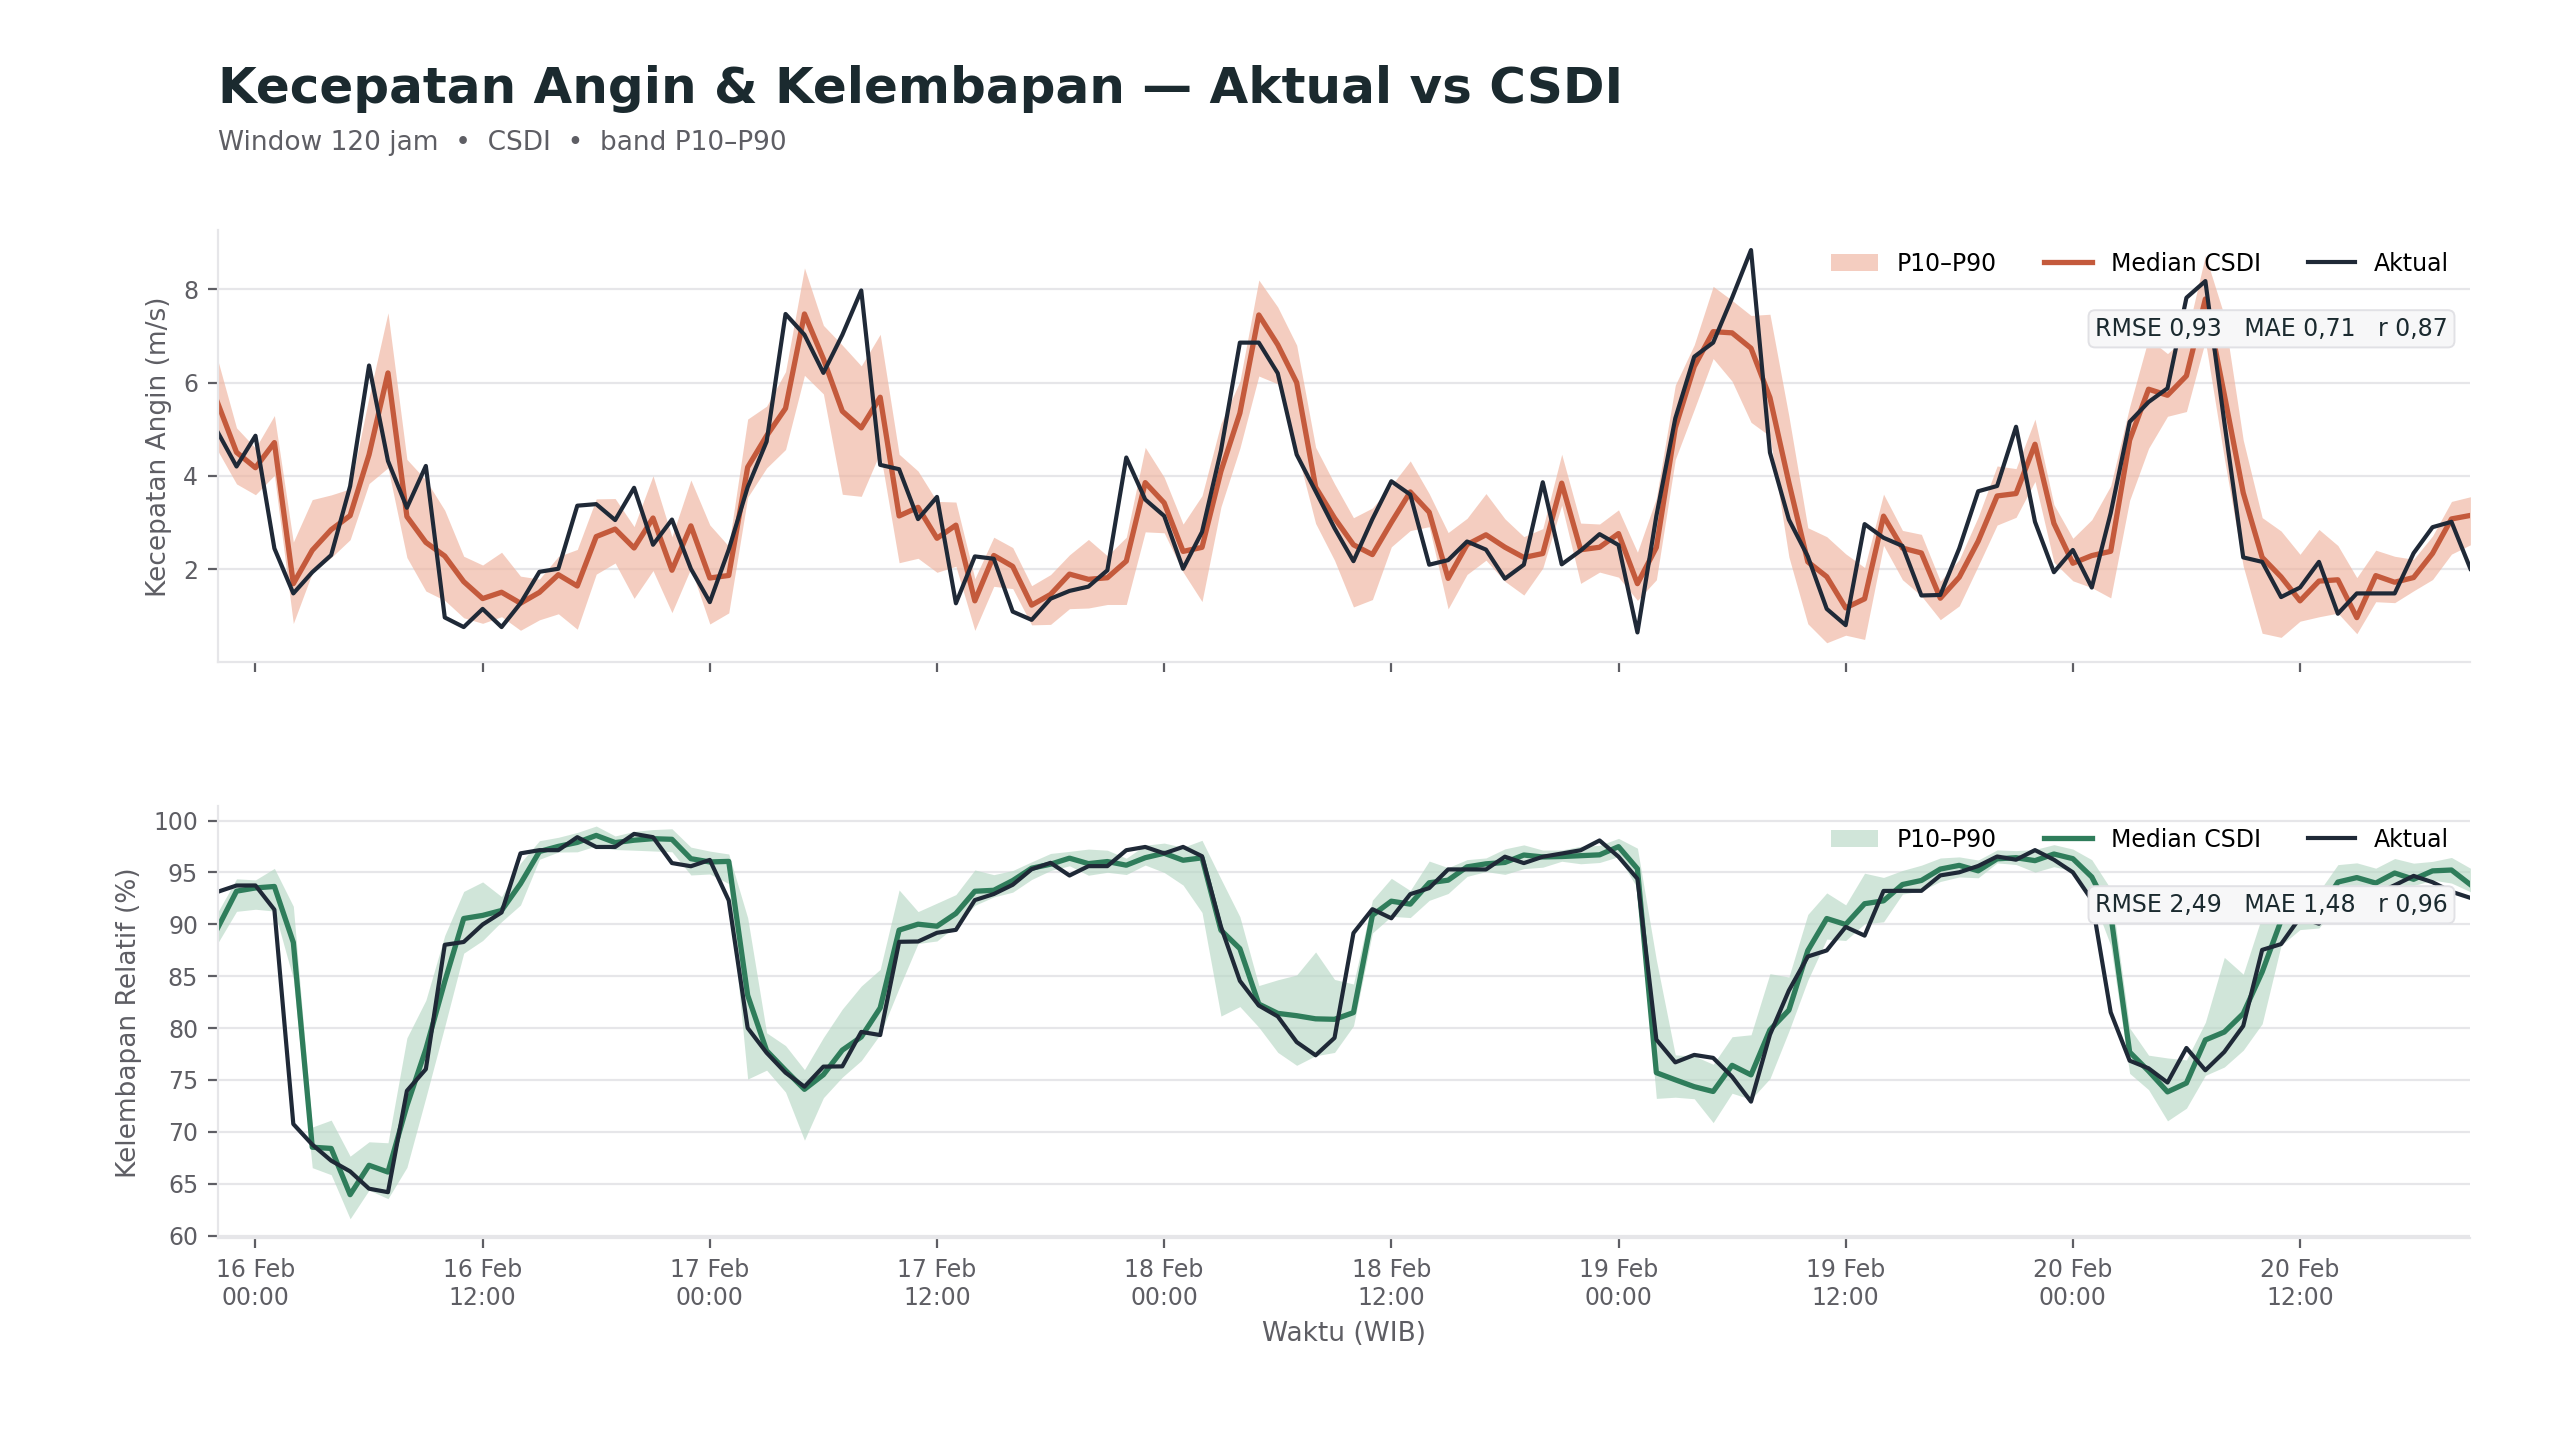 Kecepatan Angin & Kelembapan — Aktual vs CSDI
Window 120 jam • CSDI • band P10–P90
Kecepatan Angin (m/s)
8
6
4
2
P10–P90 Median CSDI Aktual
RMSE 0,93 MAE 0,71 r 0,87
Kelembapan Relatif (%)
100
95
90
85
80
75
70
65
60
P10–P90 Median CSDI Aktual
RMSE 2,49 MAE 1,48 r 0,96
16 Feb 16 Feb 17 Feb 17 Feb 18 Feb 18 Feb 19 Feb 19 Feb 20 Feb 20 Feb
00:00 12:00 00:00 12:00 00:00 12:00 00:00 12:00 00:00 12:00
Waktu (WIB)